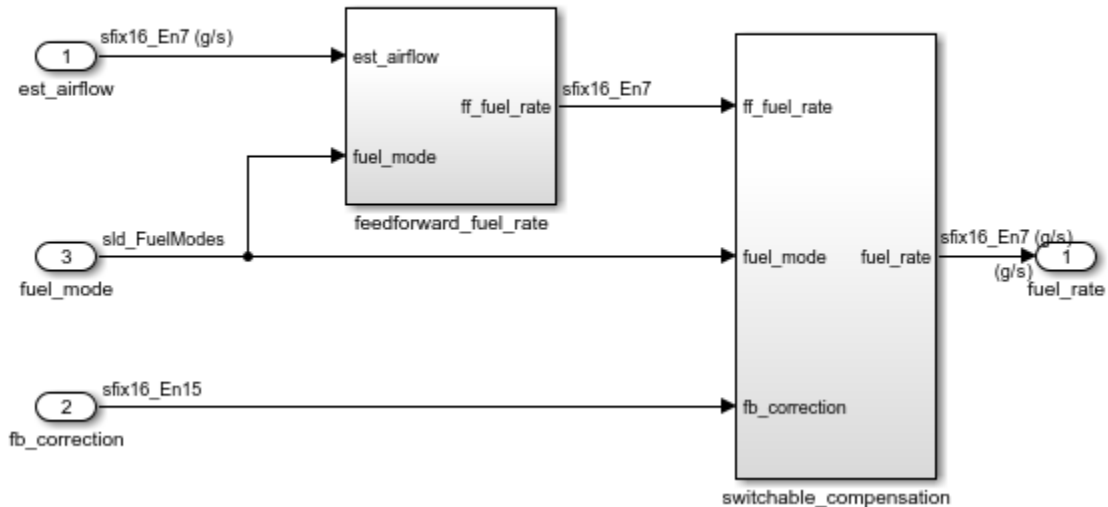 sfix16_En7 (g/s)
1
est_airflow
est_airflow
ff_fuel_rate
fuel_mode
feedforward_fuel_rate
sfix16_En7
ff_fuel_rate
sld_FuelModes
3
fuel_mode
fuel_mode
fuel_rate
sfix16_En7 (g/s)
(g/s)
1
fuel_rate
sfix16_En15
2
fb_correction
fb_correction
switchable_compensation